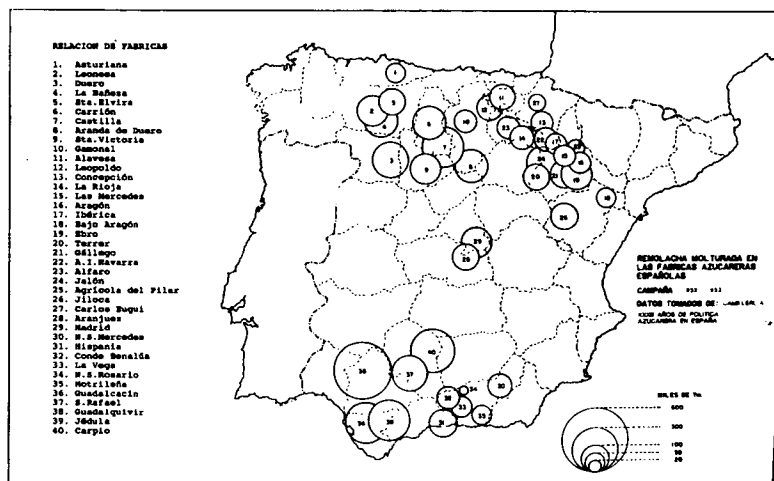 RELACION DE FABRICAS
1. Asturiana
2. Leonesa
3. Duero
4. La Bañeza
5. Sta.Elvira
6. Carrión
7. Castilla
8. Aranda de Duero
9. Sta.Victoria
10. Gamonal
11. Alavesa
12. Leopoldo
13. Concepción
14. La Rioja
15. Las Mercedes
16. Aragón
17. Ibérica
18. Bajo Aragón
19. Ebro
20. Terrer
21. Gállego
22. A.I.Navarra
23. Alfaro
24. Jalón
25. Agrícola del Pilar
26. Jiloca
27. Carlos Eugui
28. Aranjuez
29. Madrid
30. N.S.Mercedes
31. Hispania
32. Conde Benalúa
33. La Vega
34. N.S.Rosario
35. Motrileña
36. Guadalcacín
37. S.Rafael
38. Guadalquivir
39. Jédula
40. Carpio
REMOLACHA MOLTURADA EN
LAS FABRICAS AZUCARERAS
ESPAÑOLAS
CAMPAÑA
DATOS TOMADOS DE:
AÑOS DE POLITICA
AZUCARERA EN ESPAÑA
MILES DE Tm.
600
300
100
50
20